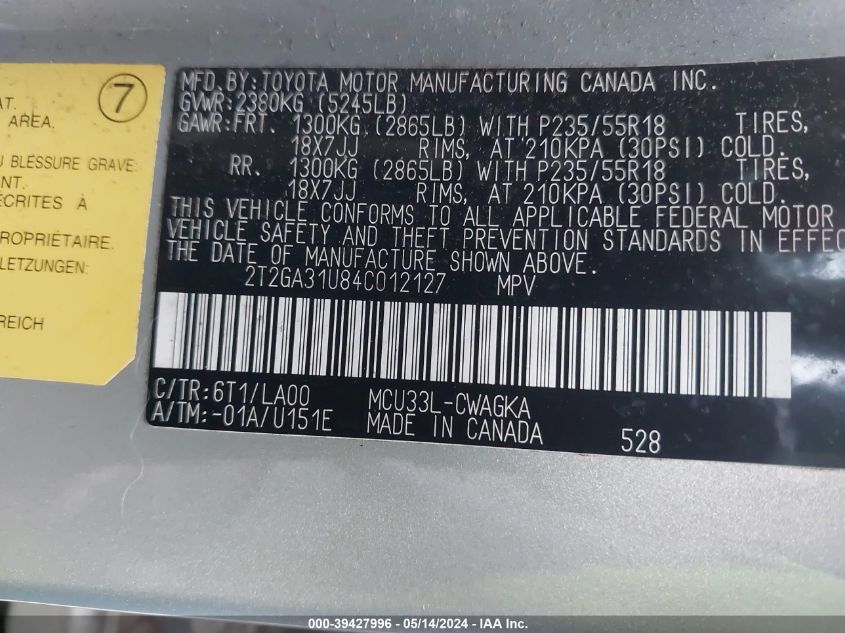 7
AT.
AREA.
U BLESSURE GRAVE
NT.
ÉCRITES À
ROPRIÉTAIRE.
LETZUNGEN:
REICH
MFD. BY: TOYOTA MOTOR MANUFACTURING CANADA INC.
GVWR: 2380KG (5245LB)
GAWR: FRT. 1300KG (2865LB) WITH P235/55R18 TIRES,
18X7JJ RIMS, AT 210KPA (30PSI) COLD.
RR. 1300KG (2865LB) WITH P235/55R18 TIRES,
18X7JJ RIMS, AT 210KPA (30PSI) COLD.
THIS VEHICLE CONFORMS TO ALL APPLICABLE FEDERAL MOTOR
VEHICLE SAFETY AND THEFT PREVENTION STANDARDS IN EFFEC
THE DATE OF MANUFACTURE SHOWN ABOVE.
2T2GA31U84C012127 MPV
C/TR: 6T1/LA00 MCU33L-CWAGKA
A/TM: -01A/U151E MADE IN CANADA 528
000-39427996 - 05/14/2024 - IAA Inc.